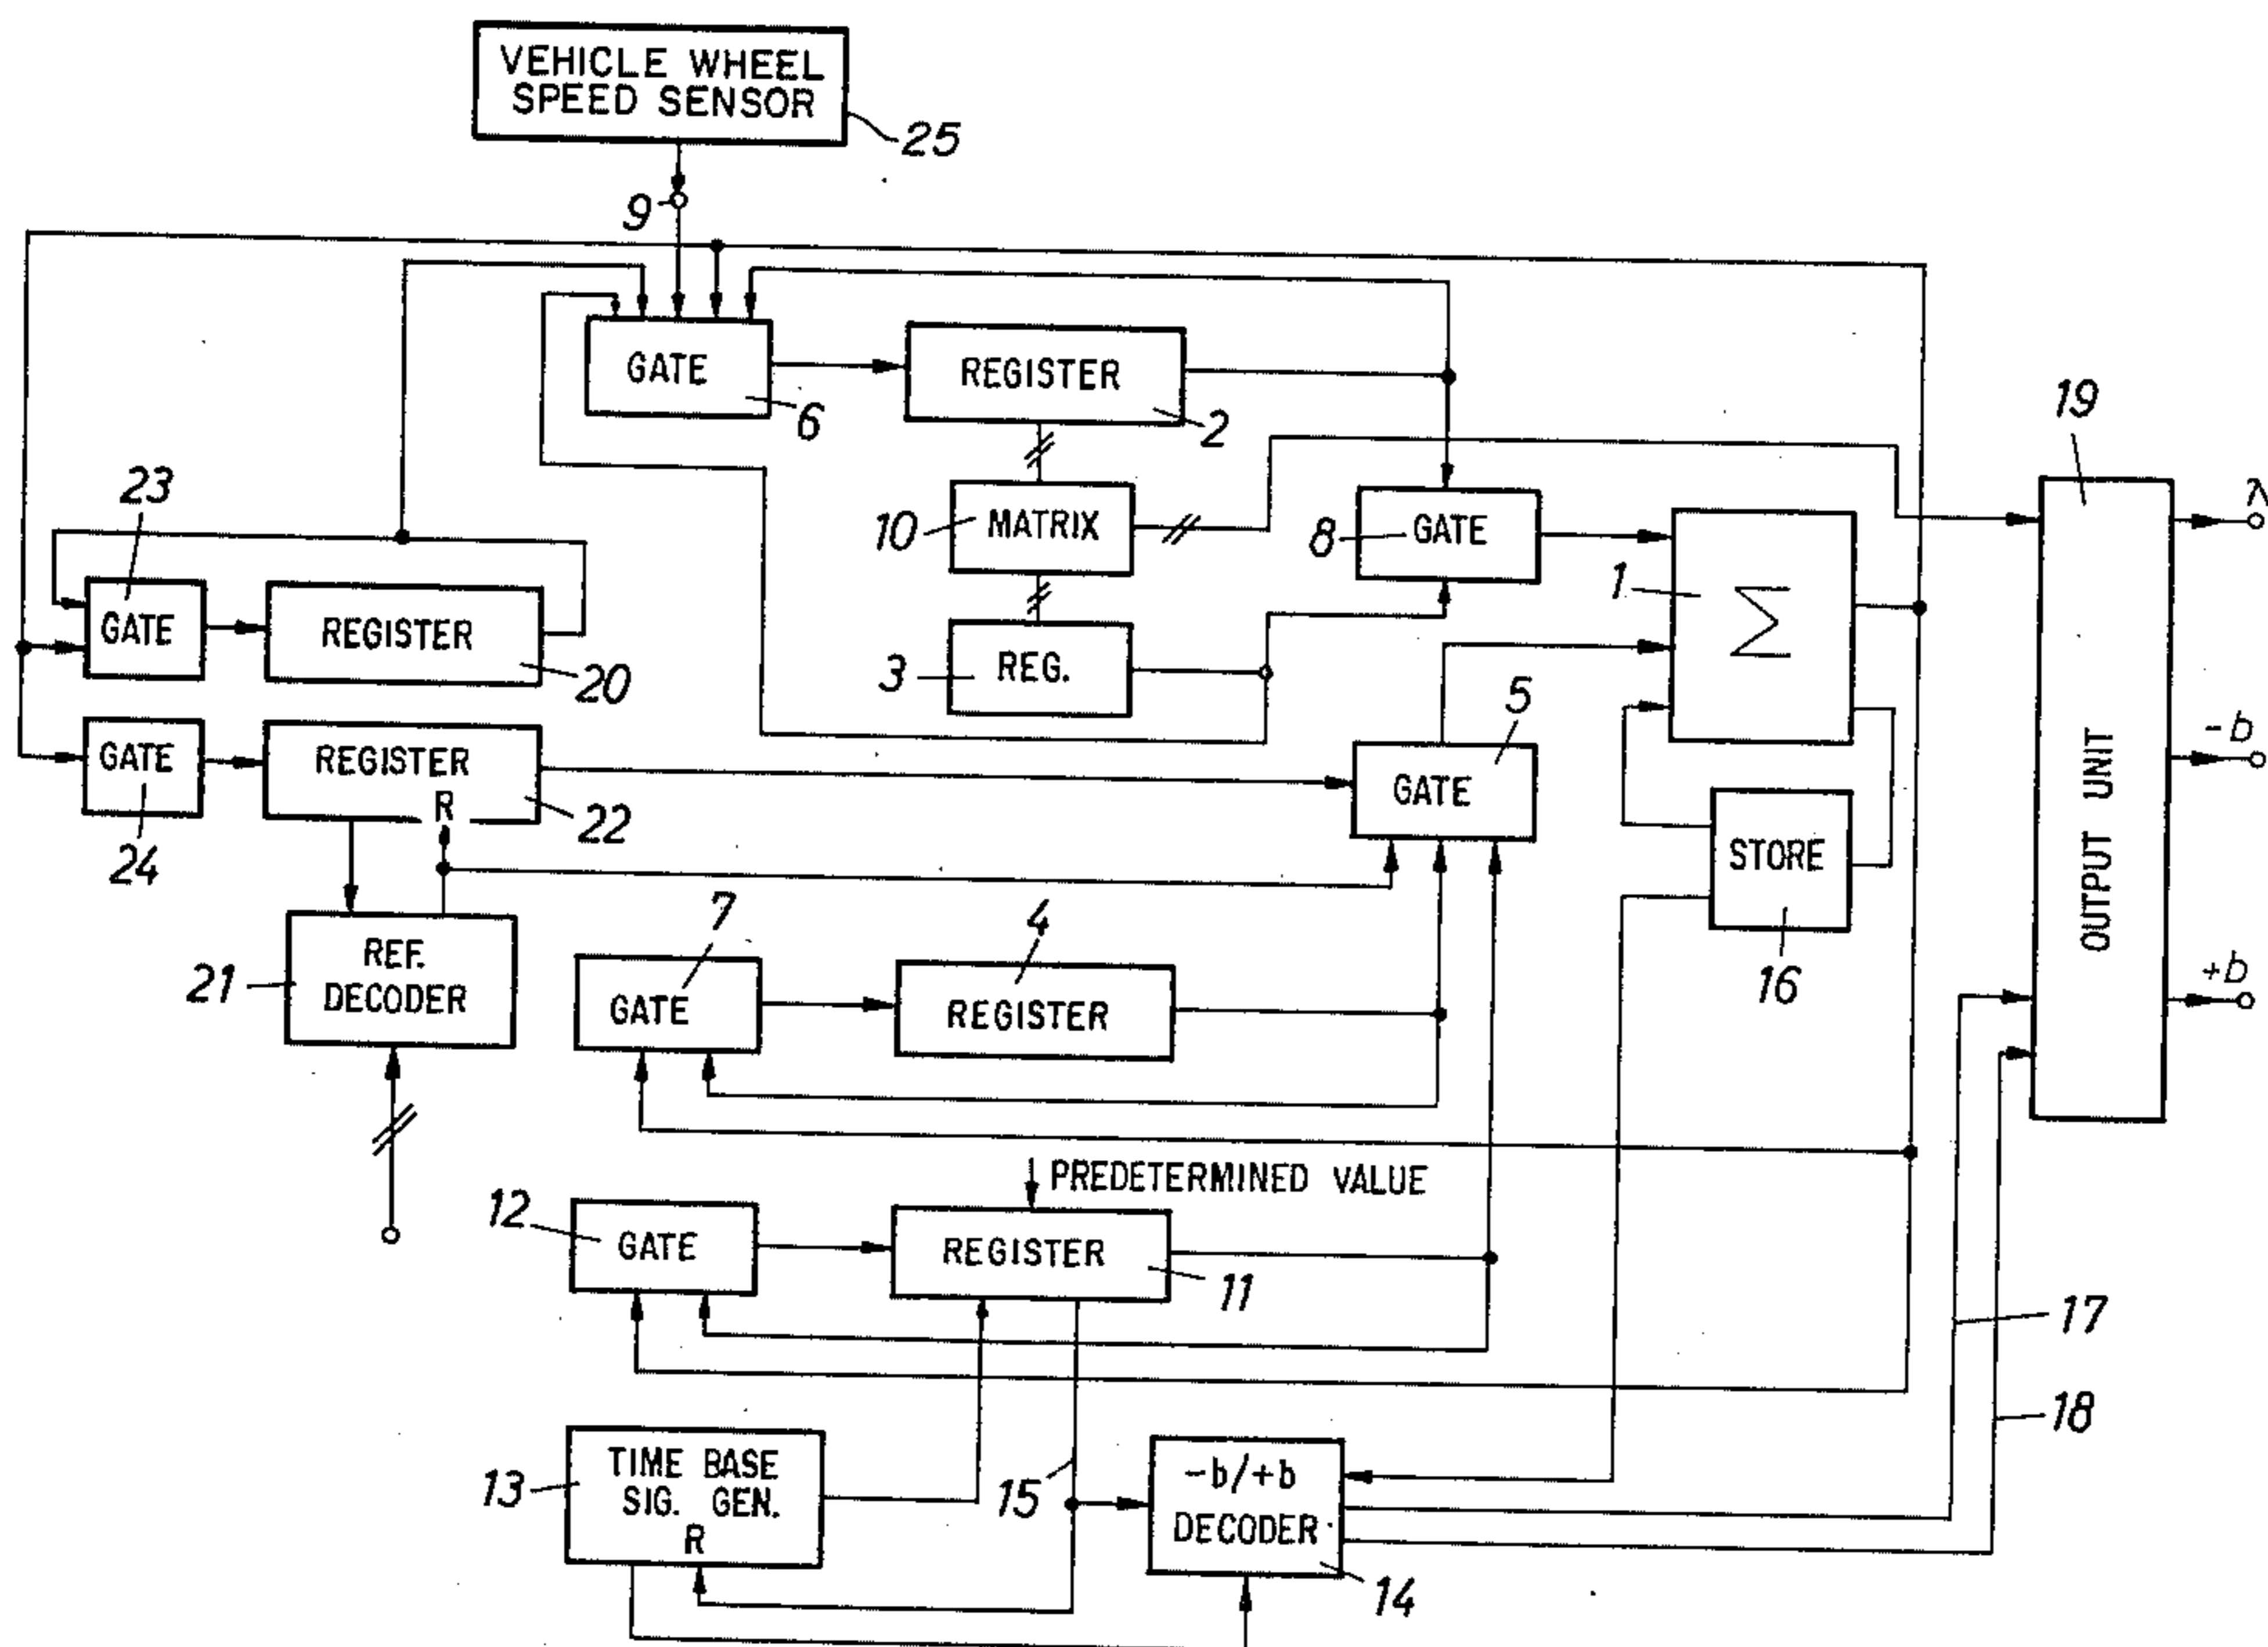 VEHICLE WHEEL
SPEED SENSOR
25
9
GATE
6
REGISTER
2
19
λ
23
10
MATRIX
8
GATE
1
Σ
GATE
REGISTER
20
3
REG.
5
-b
GATE
24
REGISTER
R
22
GATE
STORE
16
OUTPUT UNIT
7
4
+b
21
REF.
DECODER
GATE
REGISTER
PREDETERMINED VALUE
12
GATE
REGISTER
11
17
18
13
TIME BASE
SIG. GEN.
R
15
-b/+b
DECODER
14